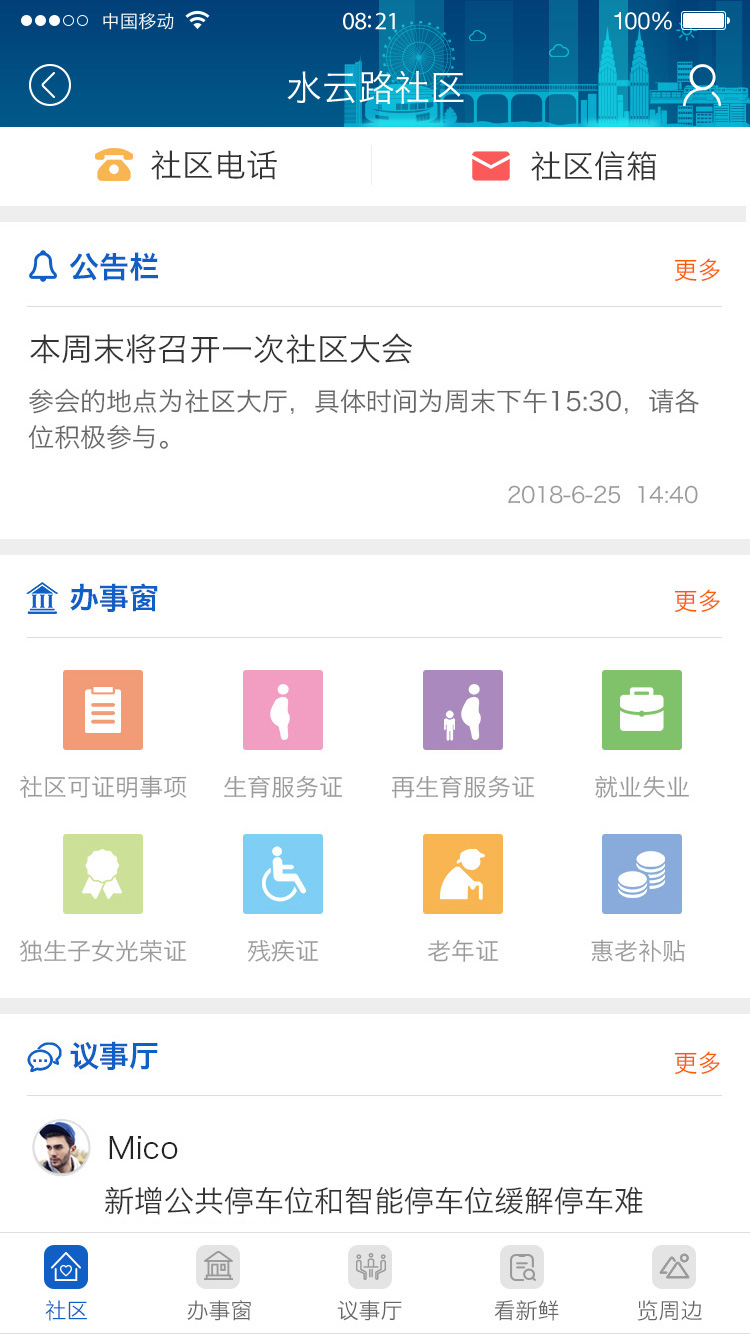 中国移动 08:21 100%
水云路社区
社区电话 社区信箱
公告栏 更多
本周末将召开一次社区大会
参会的地点为社区大厅，具体时间为周末下午15:30，请各
位积极参与。
2018-6-25 14:40
办事窗 更多
社区可证明事项 生育服务证 再生育服务证 就业失业
独生子女光荣证 残疾证 老年证 惠老补贴
议事厅 更多
Mico
新增公共停车位和智能停车位缓解停车难
社区 办事窗 议事厅 看新鲜 览周边